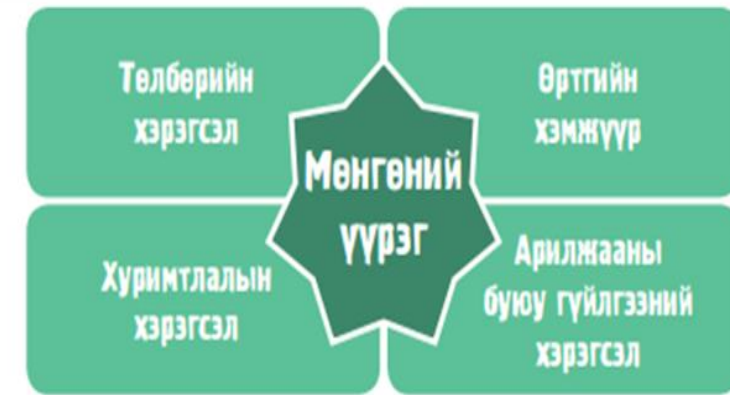 Төлбөрийн
хэрэгсэл
Өртгийн
хэмжүүр
Мөнгөний
үүрэг
Хуримтлалын
хэрэгсэл
Арилжааны
буюу гүйлгээний
хэрэгсэл